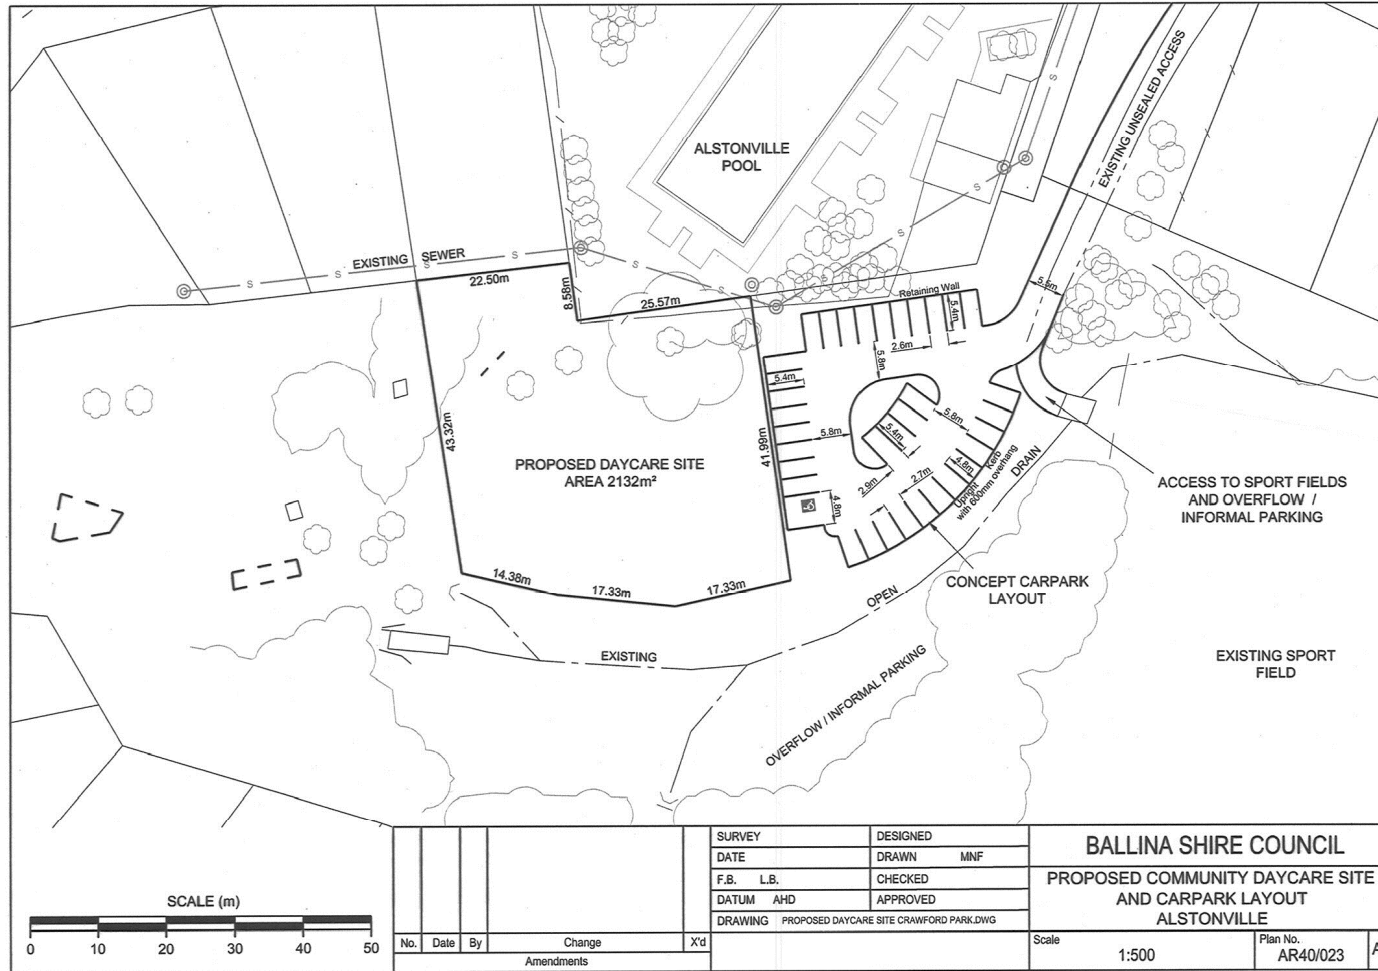 ALSTONVILLE
POOL
EXISTING UNSEALED ACCESS
EXISTING SEWER
S
S
S
S
S
S
S
S
S
22.50m
8.58m
25.57m
Retaining Wall
5.5m
5.4m
2.6m
5.8m
5.4m
5.8m
5.8m
5.4m
43.32m
41.99m
PROPOSED DAYCARE SITE
AREA 2132m²
2.9m
2.7m
4.8m
4.8m
Upright Kerb
with 600mm overhang
DRAIN
ACCESS TO SPORT FIELDS
AND OVERFLOW /
INFORMAL PARKING
14.38m
17.33m
17.33m
CONCEPT CARPARK
LAYOUT
OPEN
EXISTING
OVERFLOW / INFORMAL PARKING
EXISTING SPORT
FIELD
SCALE (m)
0 10 20 30 40 50
No. Date By Change X'd
Amendments
SURVEY DESIGNED
DATE DRAWN MNF
F.B. L.B. CHECKED
DATUM AHD APPROVED
DRAWING PROPOSED DAYCARE SITE CRAWFORD PARK.DWG
BALLINA SHIRE COUNCIL
PROPOSED COMMUNITY DAYCARE SITE
AND CARPARK LAYOUT
ALSTONVILLE
Scale
1:500
Plan No.
AR40/023